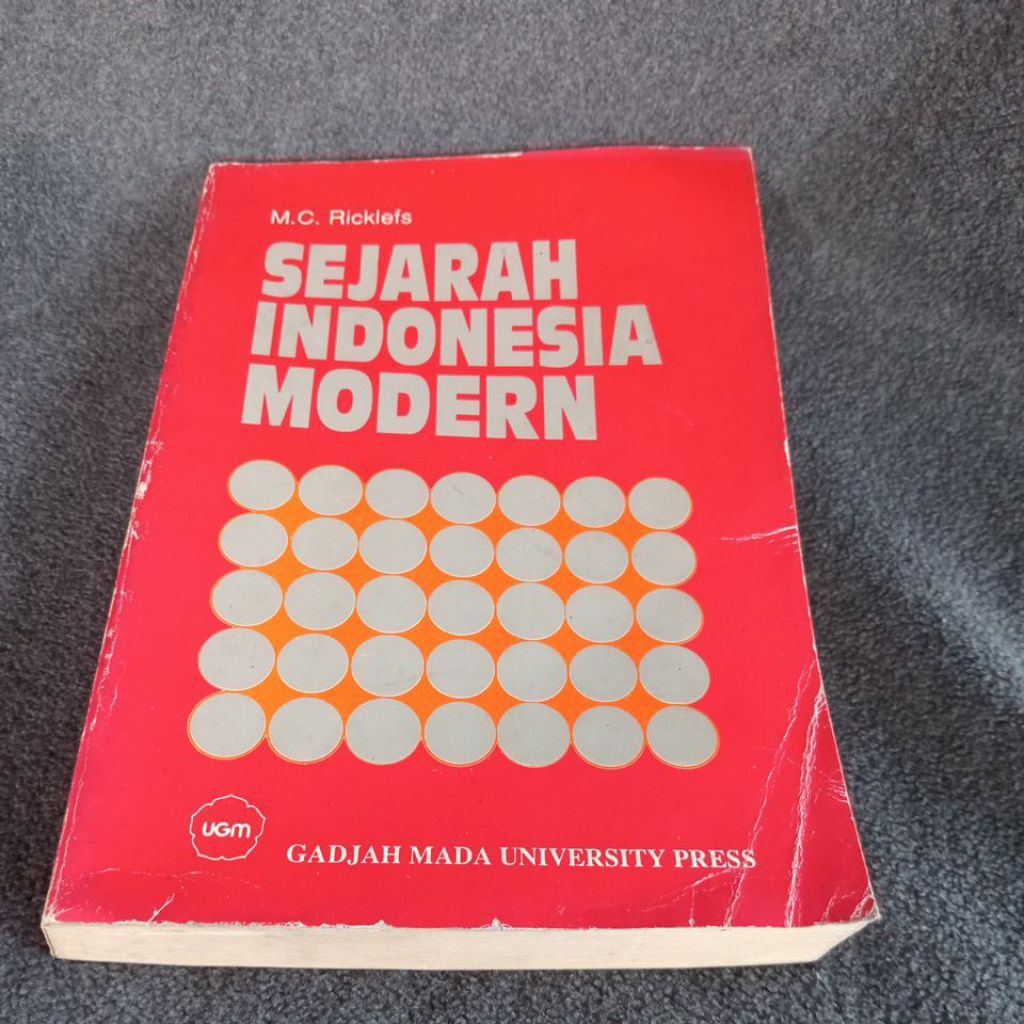 M.C. Ricklefs
SEJARAH
INDONESIA
MODERN
UGM
GADJAH MADA UNIVERSITY PRESS